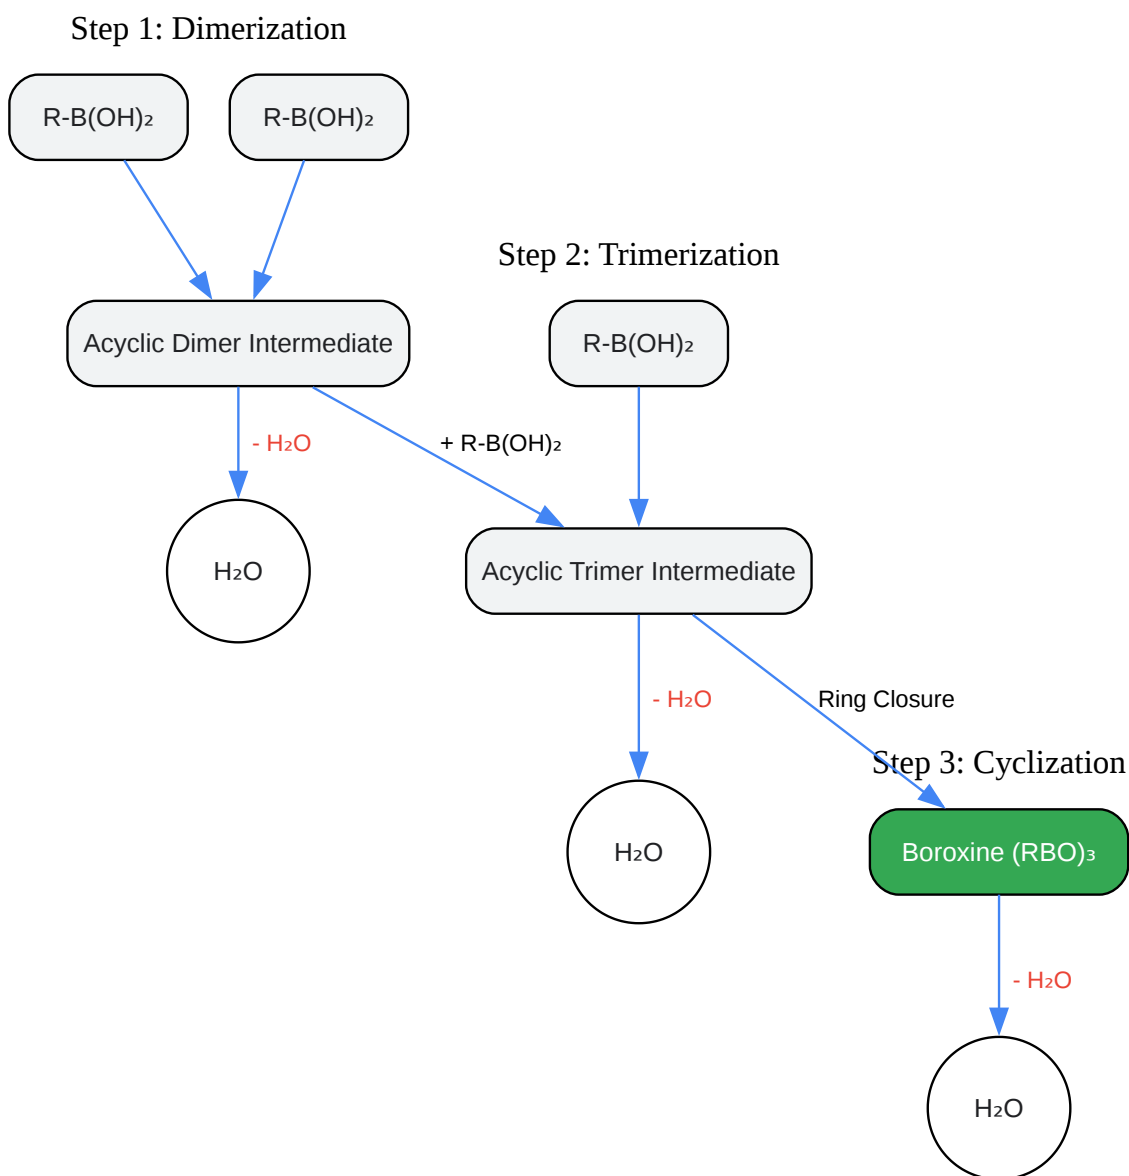 Step 1: Dimerization
R-B(OH)₂
R-B(OH)₂
Step 2: Trimerization
Acyclic Dimer Intermediate
R-B(OH)₂
- H₂O
+ R-B(OH)₂
H₂O
Acyclic Trimer Intermediate
- H₂O
Ring Closure
Step 3: Cyclization
H₂O
Boroxine (RBO)₃
- H₂O
H₂O